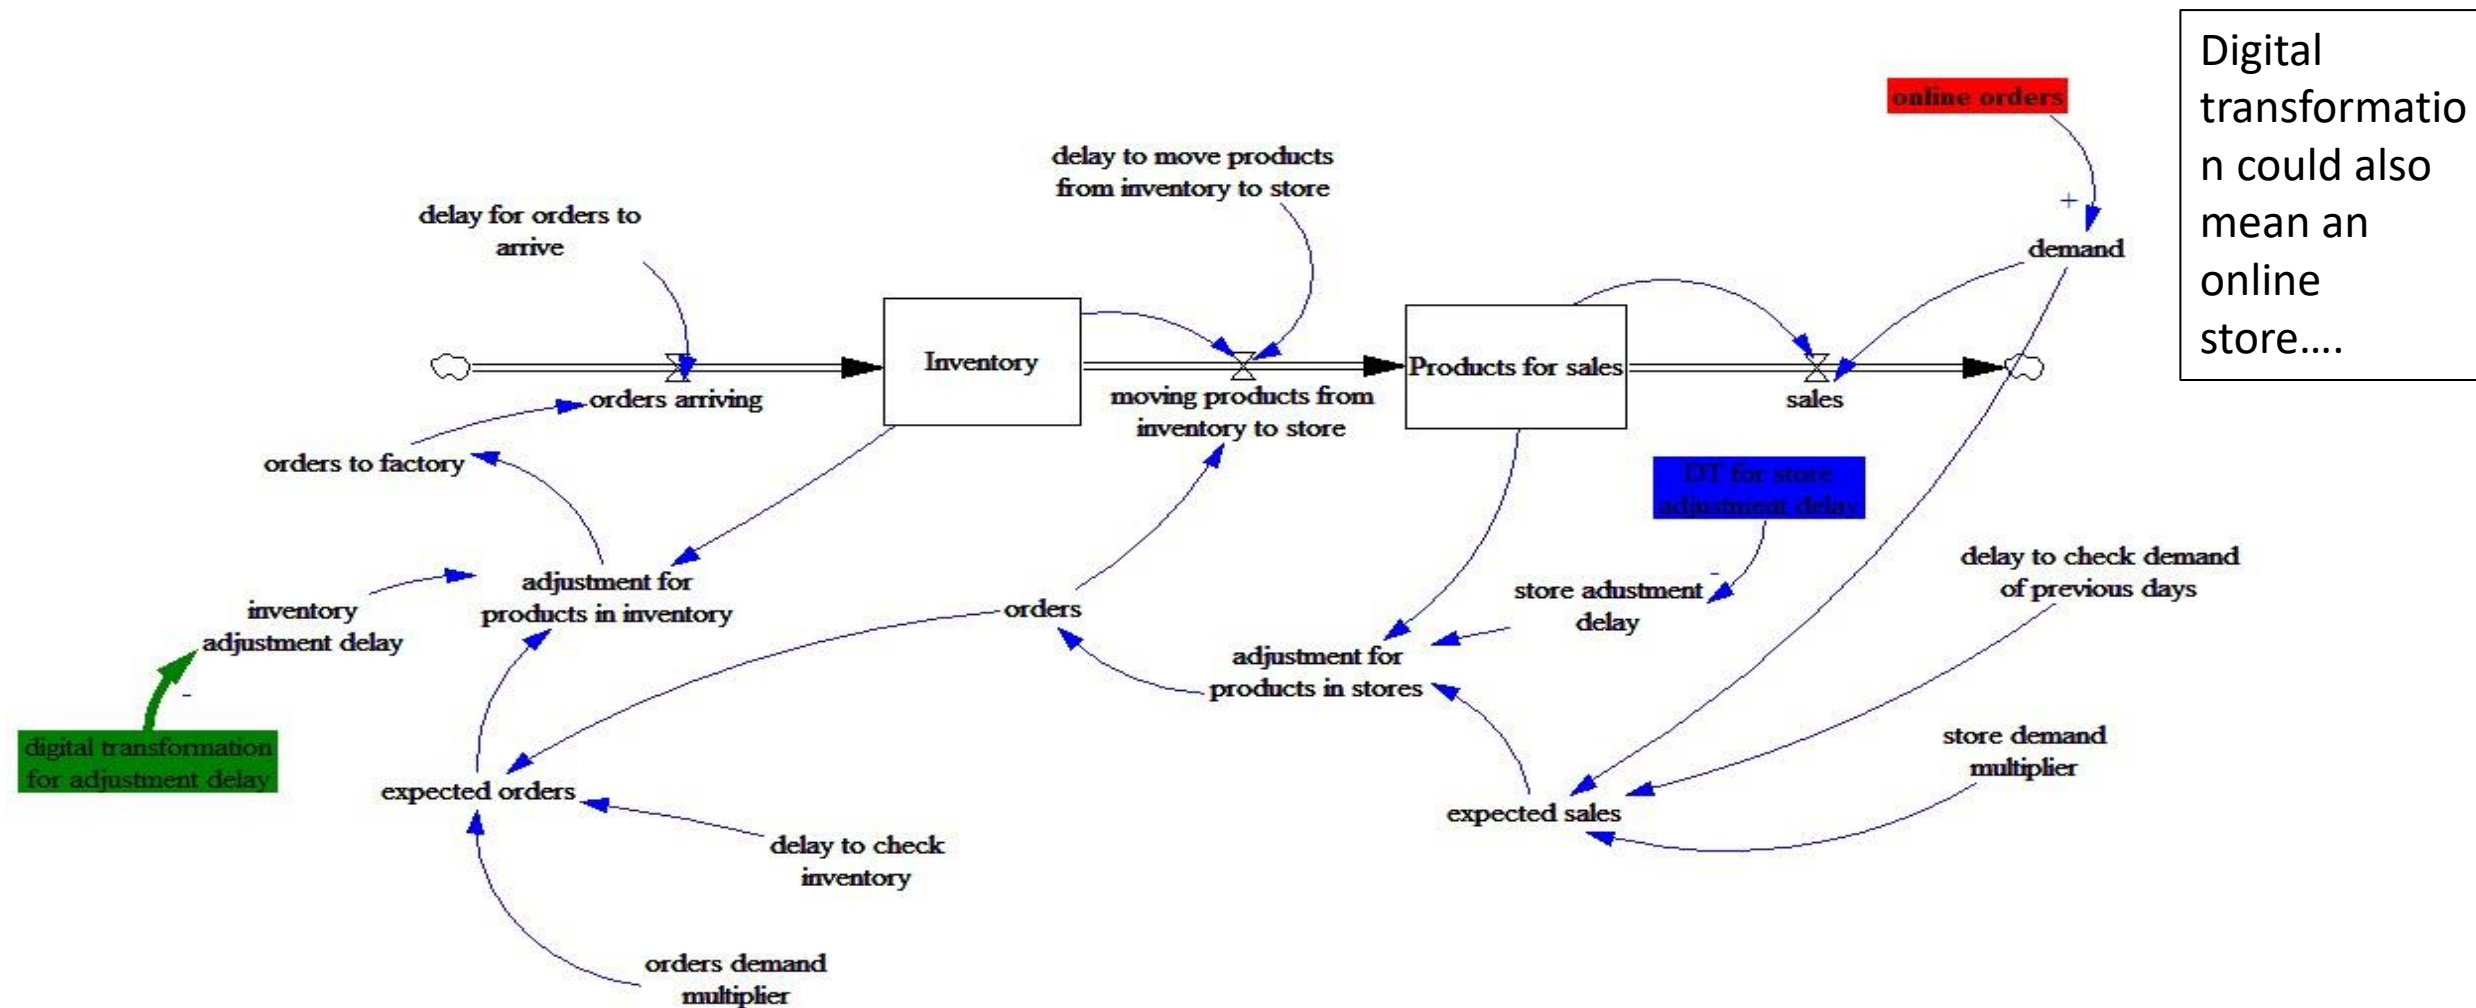 Digital
transformatio
n could also
mean an
online
store....
online orders
delay to move products
from inventory to store
delay for orders to
arrive
demand
Inventory
Products for sales
orders arriving
moving products from
inventory to store
sales
orders to factory
DT for store
adjustment delay
delay to check demand
of previous days
adjustment for
products in inventory
inventory
adjustment delay
orders
store adustment
delay
adjustment for
products in stores
digital transformation
for adjustment delay
store demand
multiplier
expected orders
expected sales
delay to check
inventory
orders demand
multiplier
+
-
-